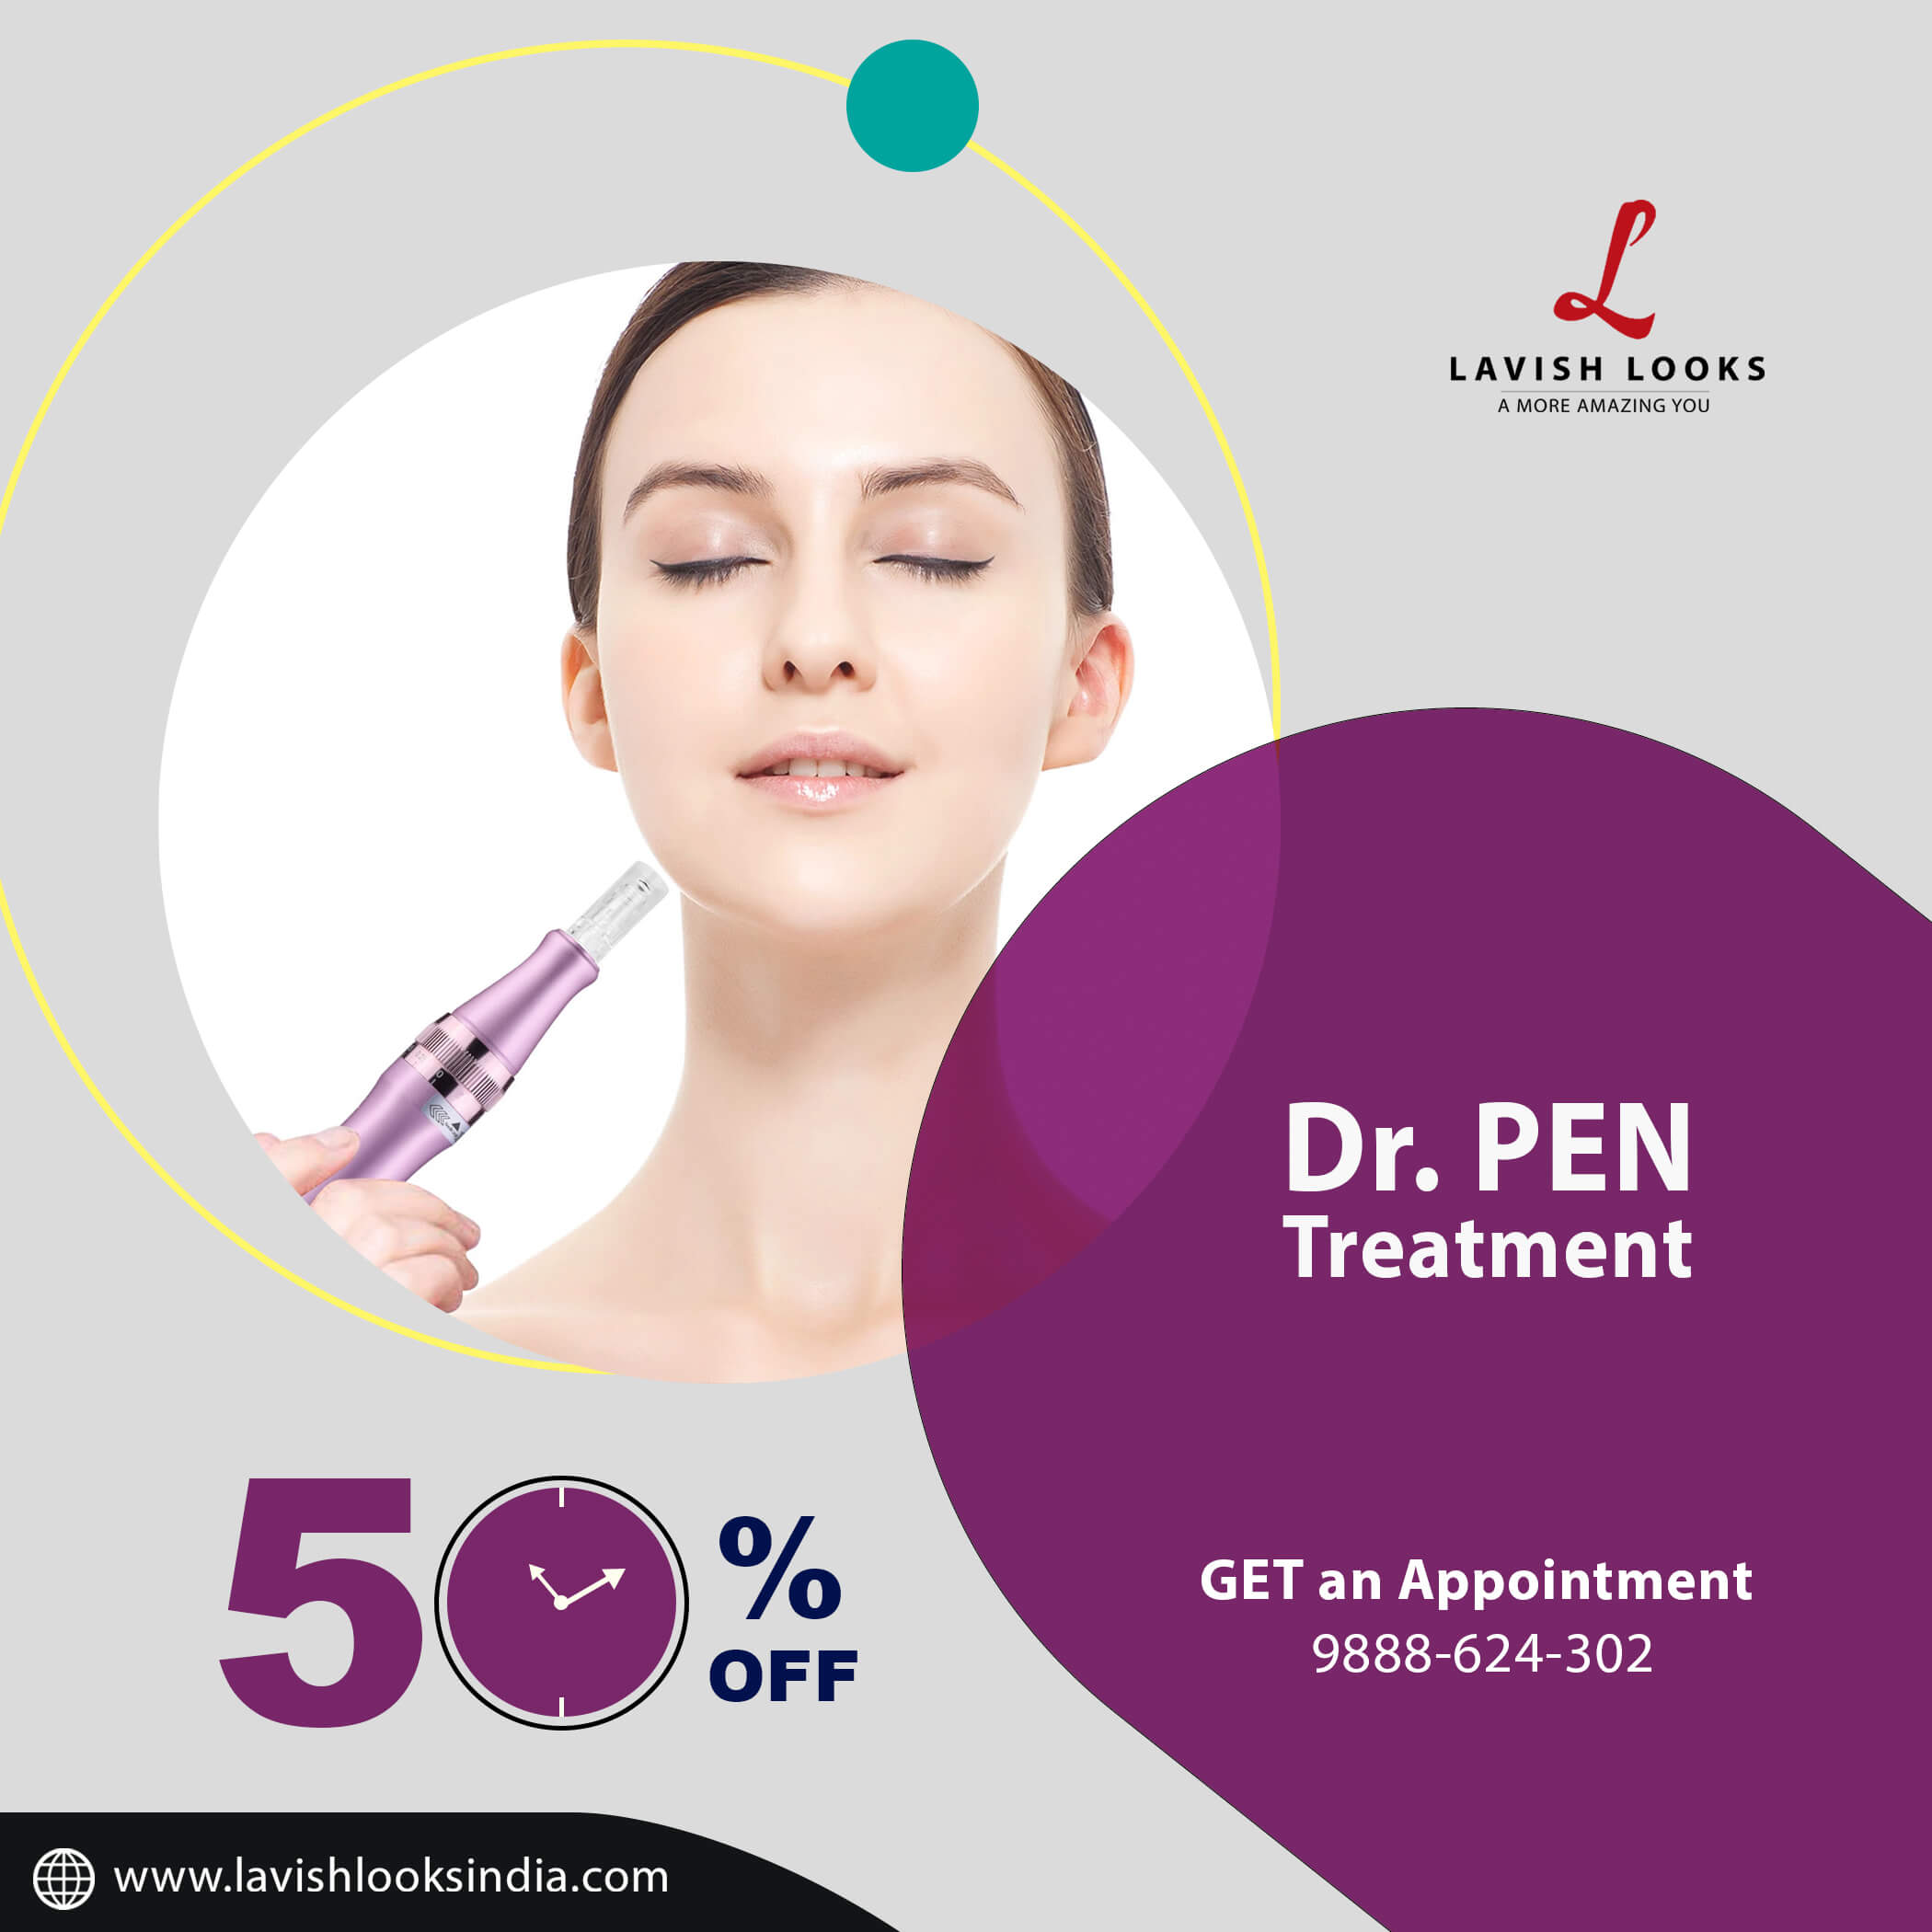 L
LAVISH LOOKS
A MORE AMAZING YOU
Dr. PEN
Treatment
50%
OFF
GET an Appointment
9888-624-302
www.lavishlooksindia.com